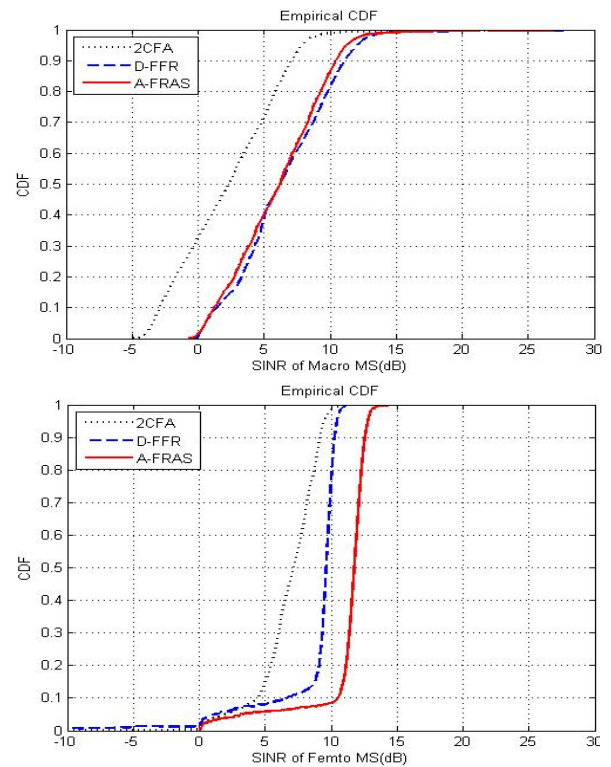 Empirical CDF
2CFA
D-FFR
A-FRAS
CDF
1
0.9
0.8
0.7
0.6
0.5
0.4
0.3
0.2
0.1
0
-10 -5 0 5 10 15 20 25 30
SINR of Macro MS(dB)
Empirical CDF
2CFA
D-FFR
A-FRAS
CDF
1
0.9
0.8
0.7
0.6
0.5
0.4
0.3
0.2
0.1
0
-10 -5 0 5 10 15 20 25 30
SINR of Femto MS(dB)